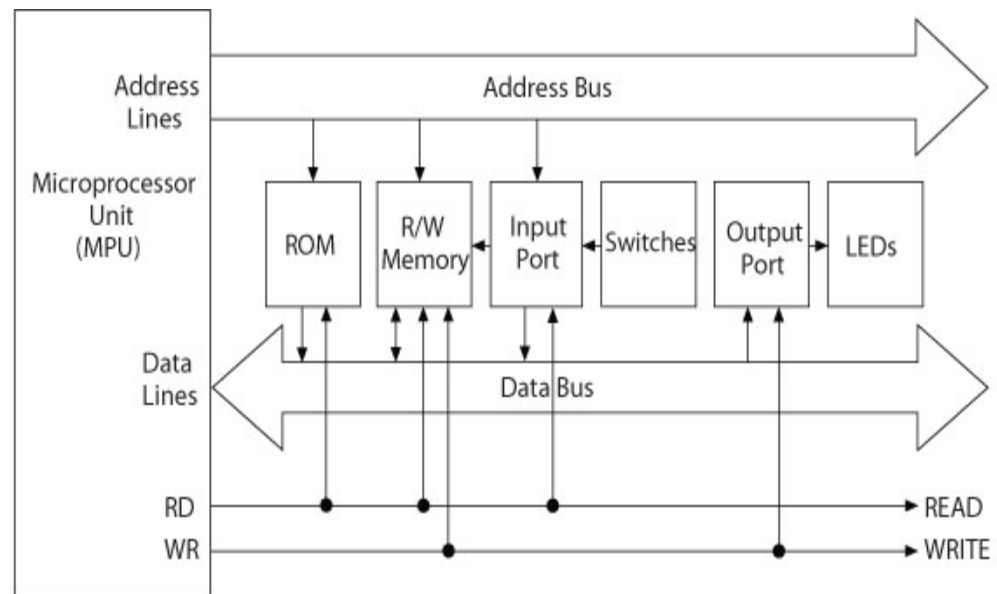 Address Bus
Address
Lines
Microprocessor
Unit
(MPU)
ROM
R/W
Memory
Input
Port
Switches
Output
Port
LEDs
Data
Lines
Data Bus
RD
READ
WR
WRITE